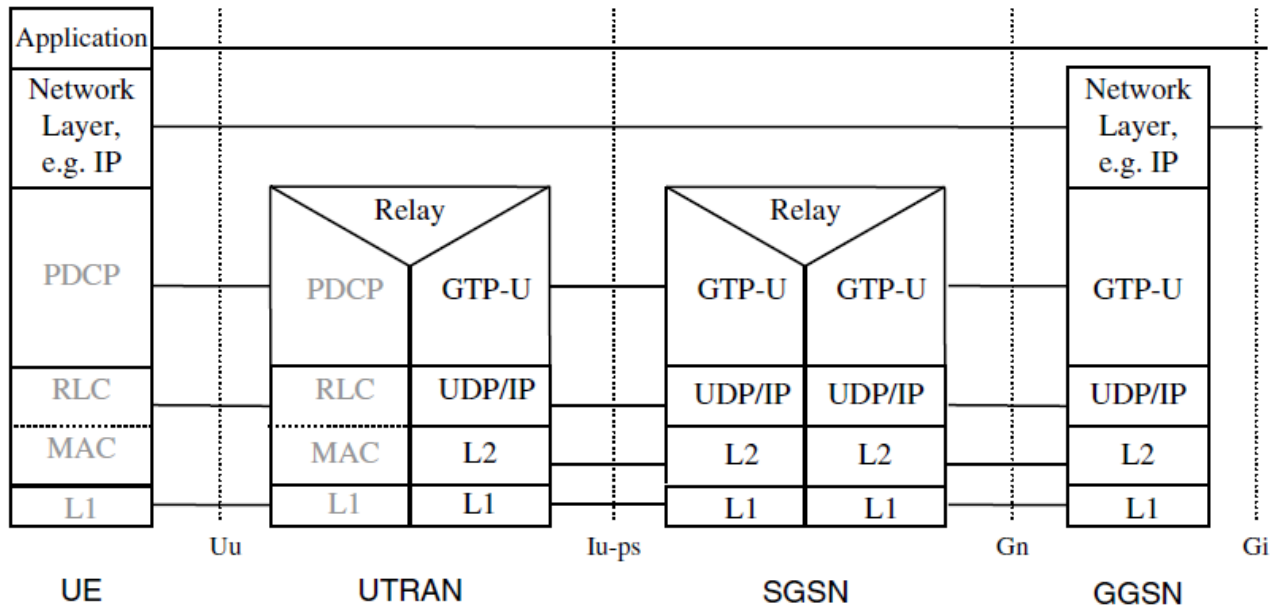 Application
Network
Layer,
e.g. IP
Network
Layer,
e.g. IP
Relay
Relay
PDCP
PDCP
GTP-U
GTP-U
GTP-U
GTP-U
RLC
RLC
UDP/IP
UDP/IP
UDP/IP
UDP/IP
MAC
MAC
L2
L2
L2
L2
L1
L1
L1
L1
L1
L1
Uu
Iu-ps
Gn
Gi
UE
UTRAN
SGSN
GGSN